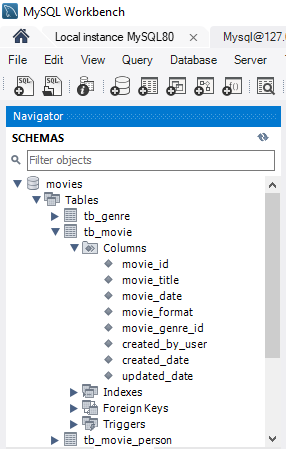 MySQL Workbench
Local instance MySQL80 Mysql@127.
File Edit View Query Database Server
SQL SQL
Navigator
SCHEMAS
Filter objects
movies
Tables
tb_genre
tb_movie
Columns
movie_id
movie_title
movie_date
movie_format
movie_genre_id
created_by_user
created_date
updated_date
Indexes
Foreign Keys
Triggers
tb_movie_person